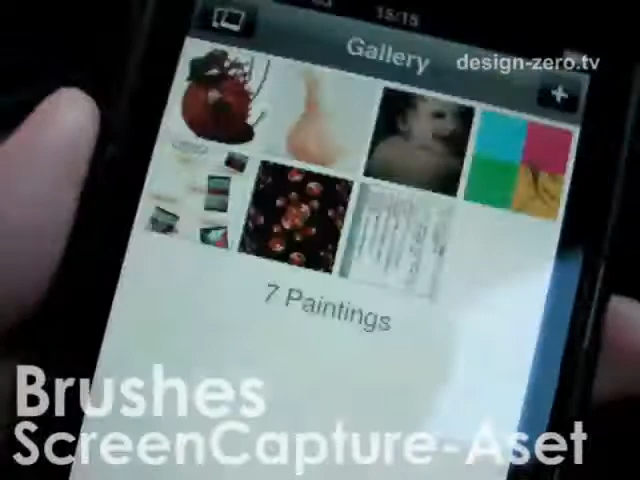 15/15
Gallery
design-zero.tv
+
7 Paintings
Brushes
ScreenCapture-Aset